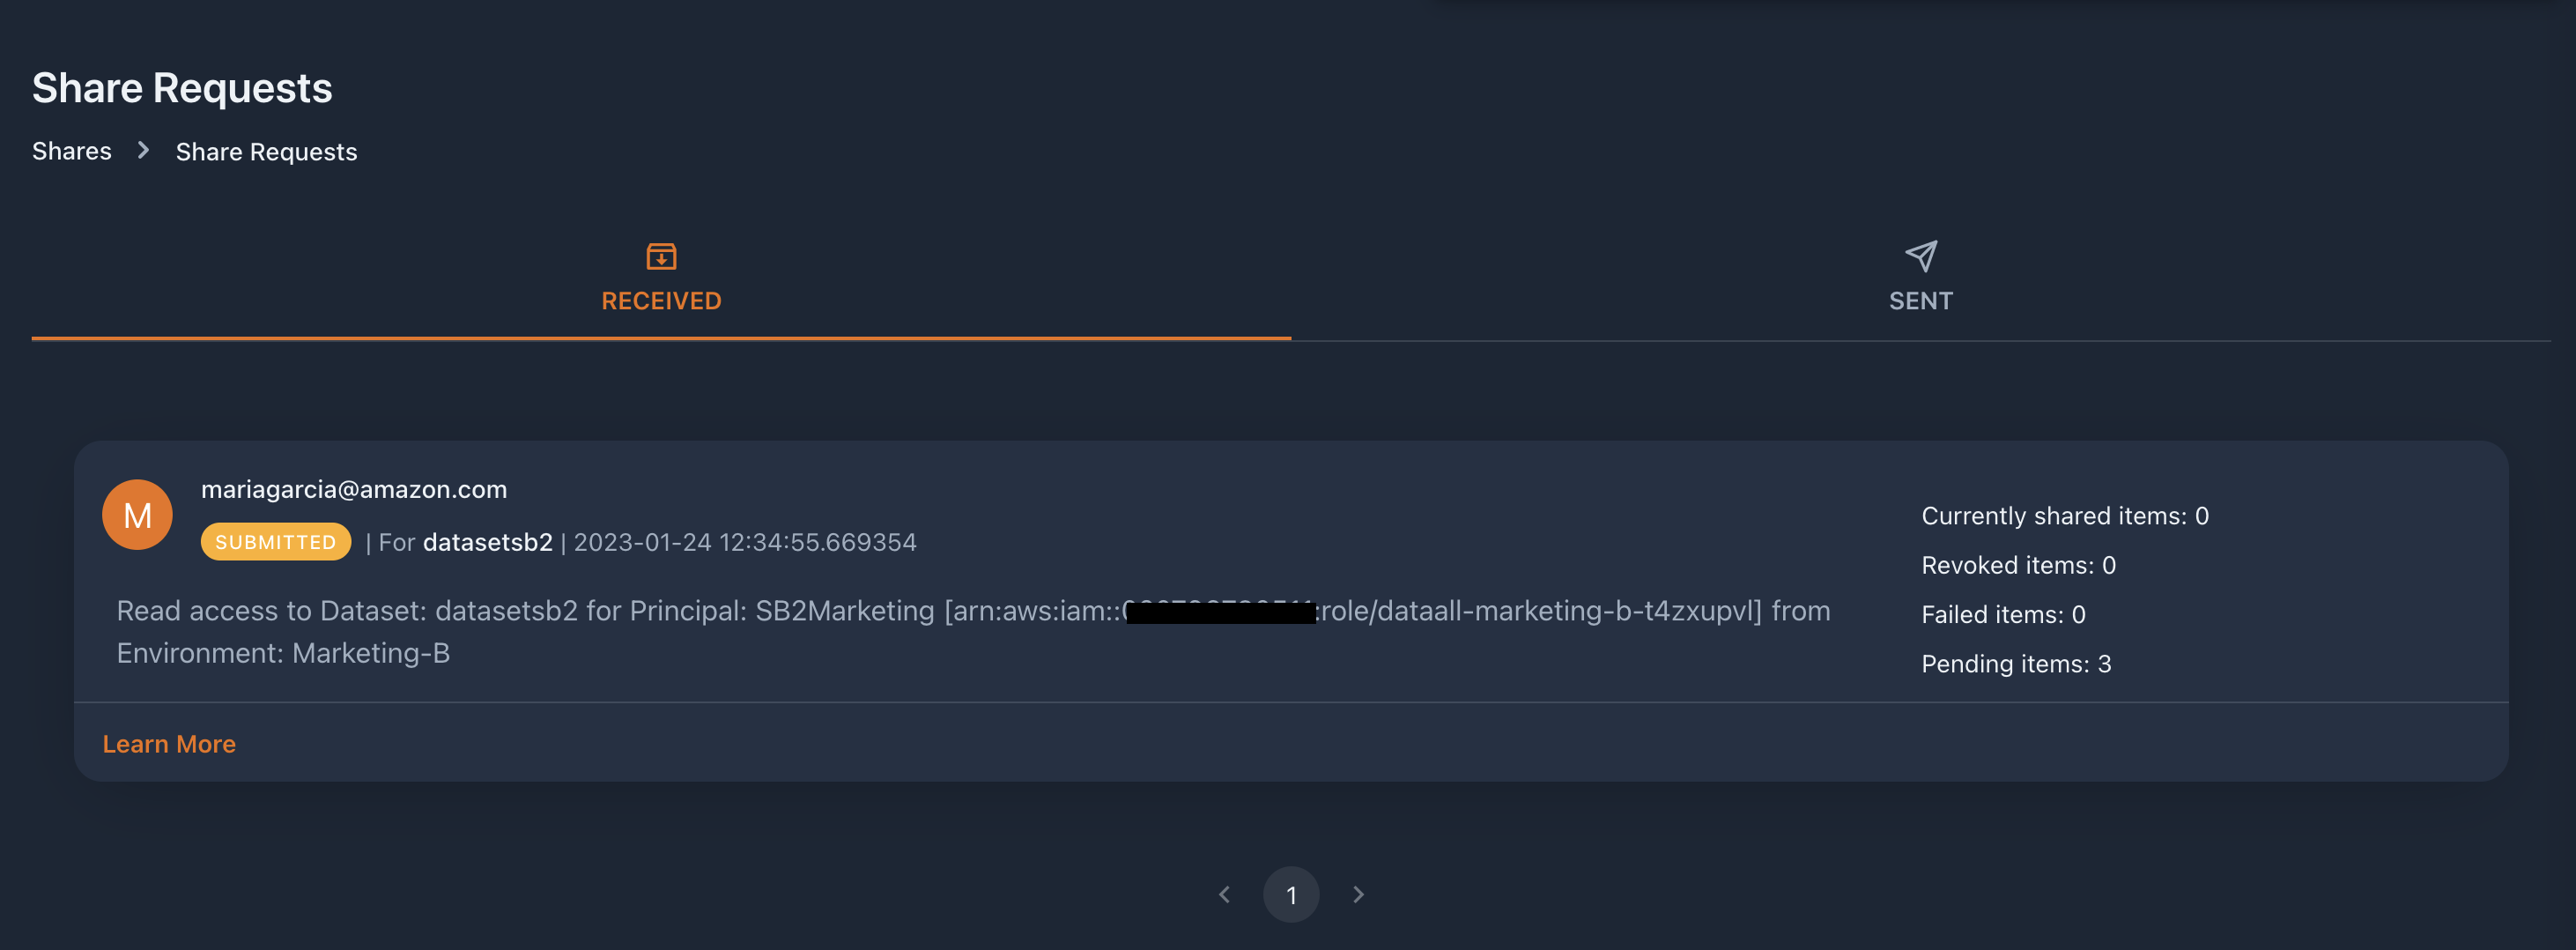 Share Requests
Shares > Share Requests
RECEIVED
SENT
M
mariagarcia@amazon.com
SUBMITTED | For datasetsb2 | 2023-01-24 12:34:55.669354
Read access to Dataset: datasetsb2 for Principal: SB2Marketing [arn:aws:iam:: :role/dataall-marketing-b-t4zxupvl] from
Environment: Marketing-B
Currently shared items: 0
Revoked items: 0
Failed items: 0
Pending items: 3
Learn More
1